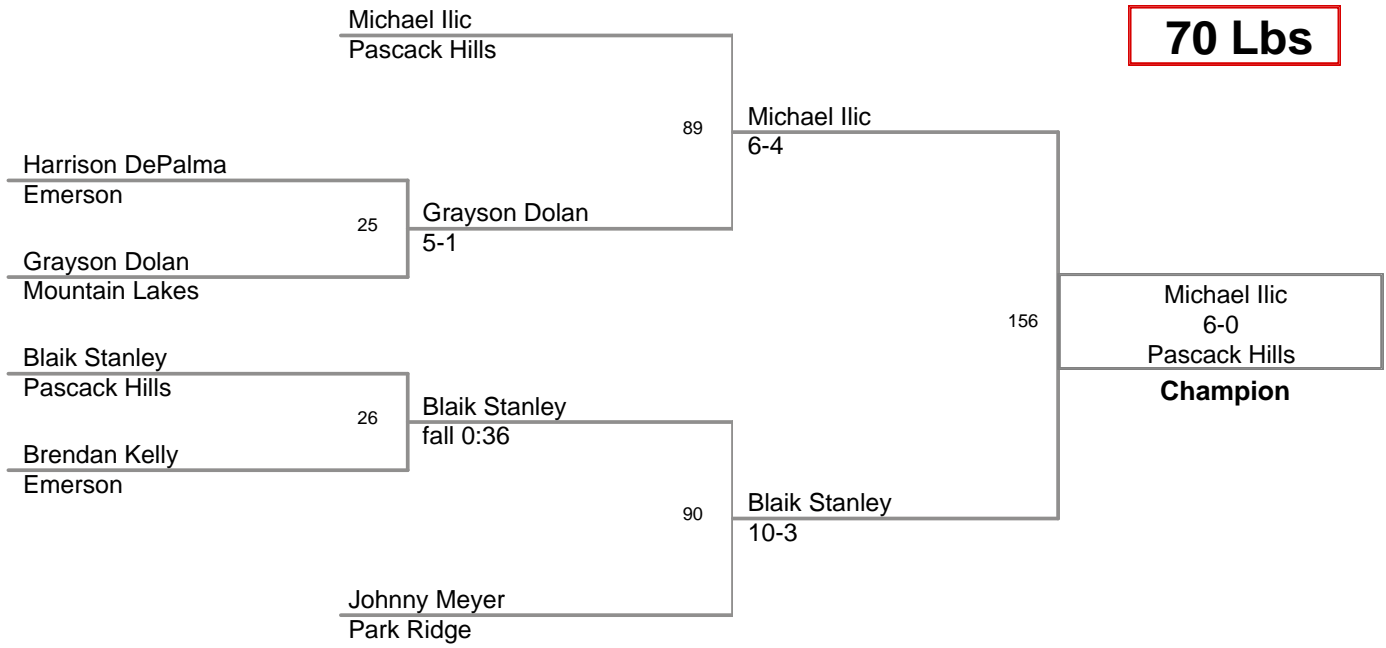 Michael Ilic
Pascack Hills
70 Lbs
89
Michael Ilic
6-4
Harrison DePalma
Emerson
25
Grayson Dolan
5-1
Grayson Dolan
Mountain Lakes
156
Michael Ilic
6-0
Pascack Hills
Champion
Blaik Stanley
Pascack Hills
26
Blaik Stanley
fall 0:36
Brendan Kelly
Emerson
90
Blaik Stanley
10-3
Johnny Meyer
Park Ridge